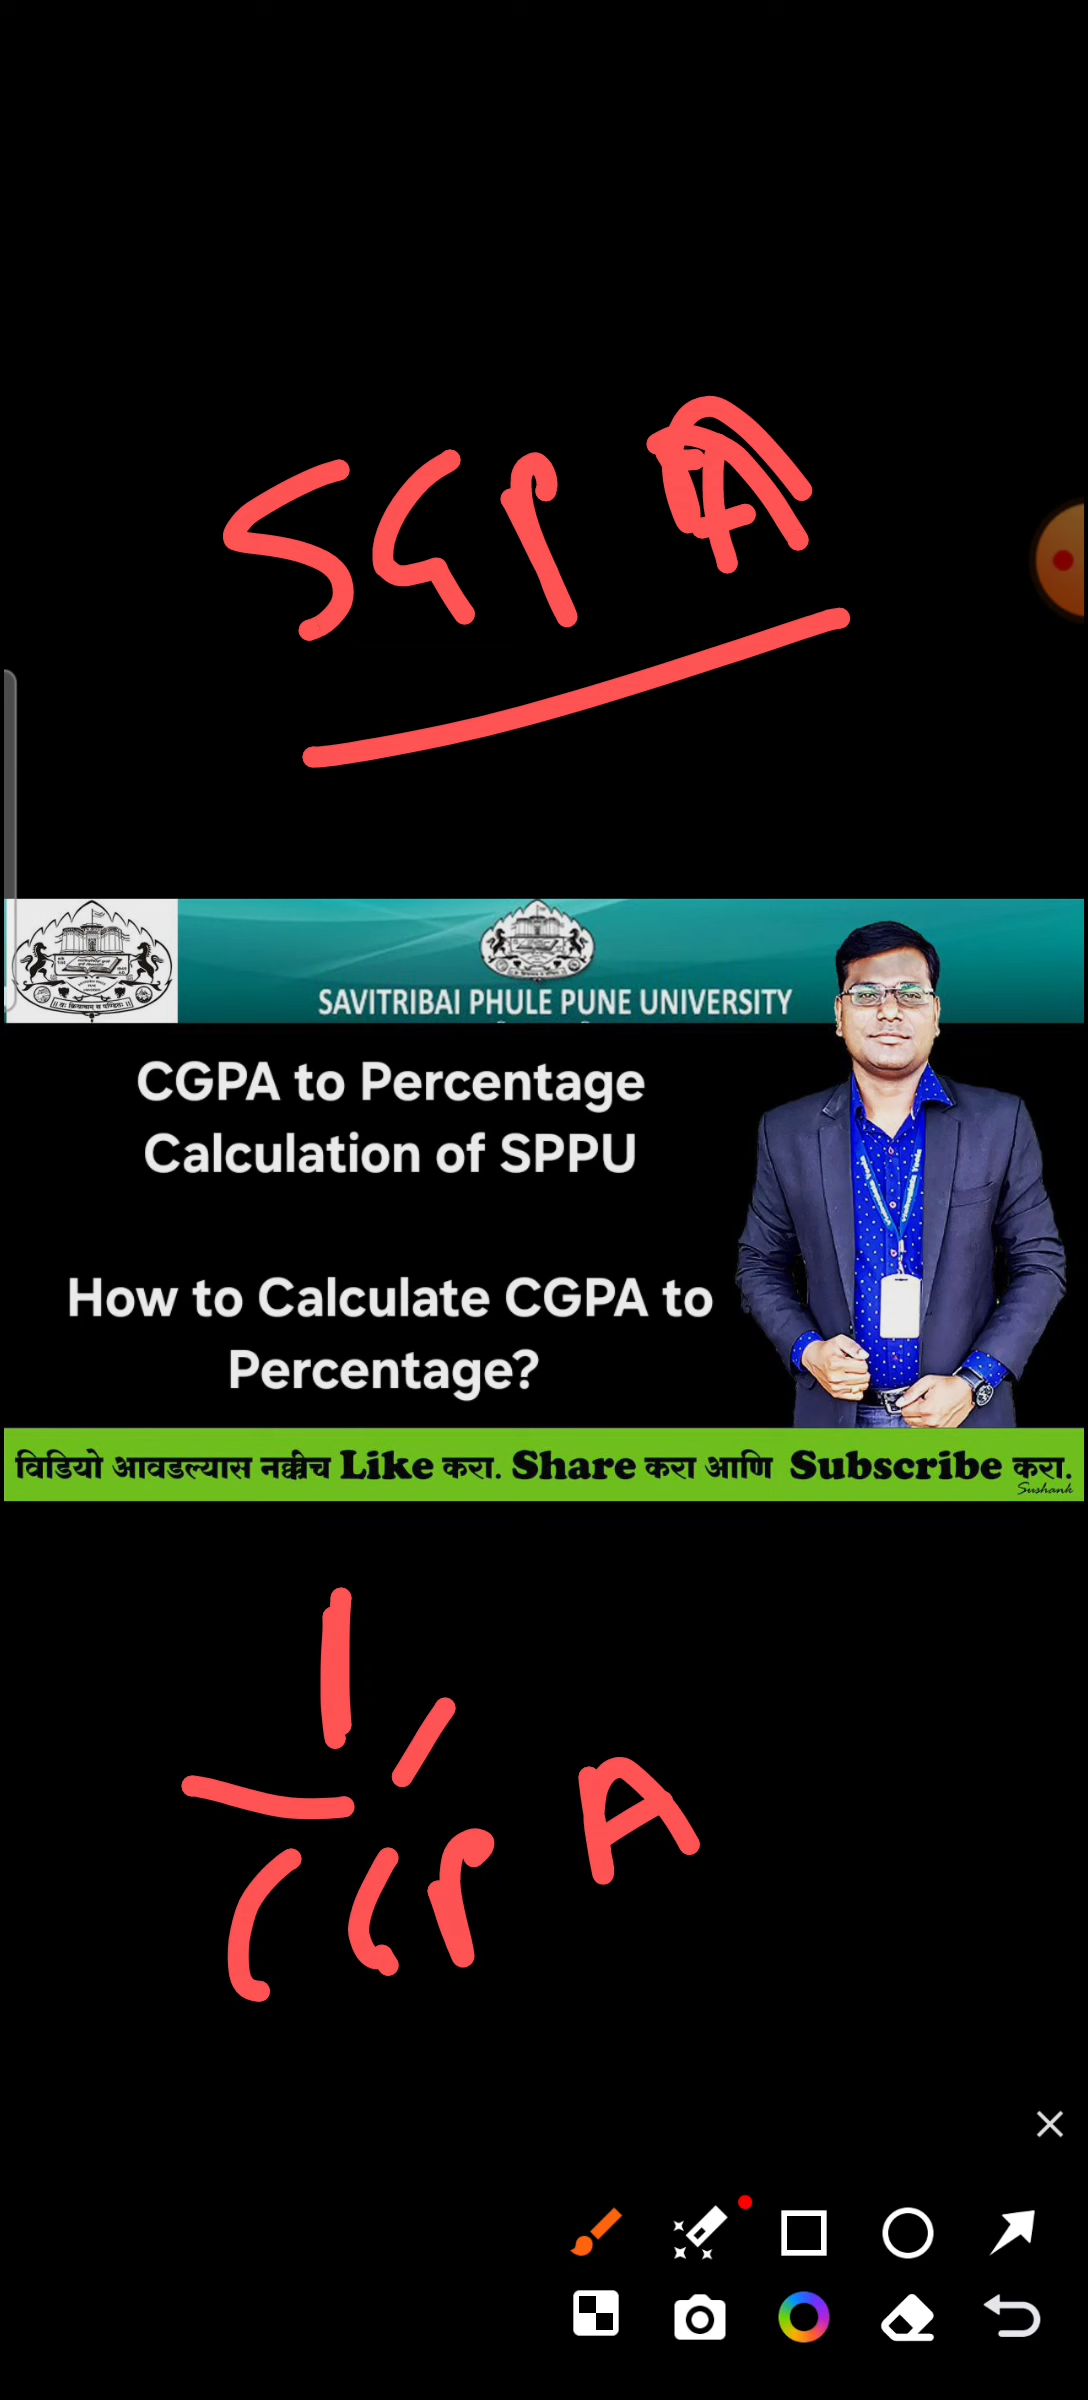 SGPA
SAVITRIBAI PHULE PUNE UNIVERSITY
CGPA to Percentage
Calculation of SPPU
How to Calculate CGPA to
Percentage?
विडियो आवडल्यास नक्कीच Like करा. Share करा आणि Subscribe करा.
Sushank
CGPA